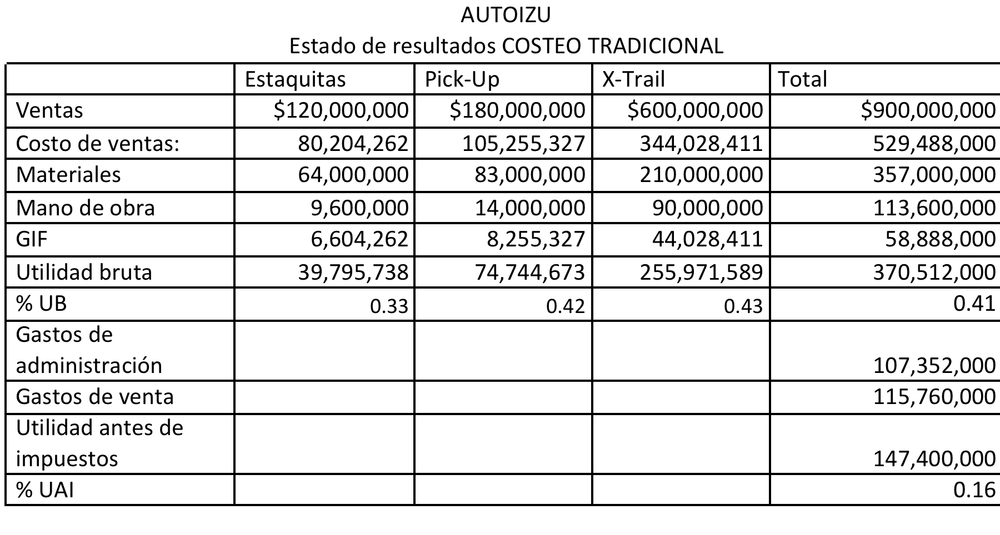 AUTOIZU
Estado de resultados COSTEO TRADICIONAL
Estaquitas Pick-Up X-Trail Total
Ventas $120,000,000 $180,000,000 $600,000,000 $900,000,000
Costo de ventas: 80,204,262 105,255,327 344,028,411 529,488,000
Materiales 64,000,000 83,000,000 210,000,000 357,000,000
Mano de obra 9,600,000 14,000,000 90,000,000 113,600,000
GIF 6,604,262 8,255,327 44,028,411 58,888,000
Utilidad bruta 39,795,738 74,744,673 255,971,589 370,512,000
% UB 0.33 0.42 0.43 0.41
Gastos de
administración 107,352,000
Gastos de venta 115,760,000
Utilidad antes de
impuestos 147,400,000
% UAI 0.16